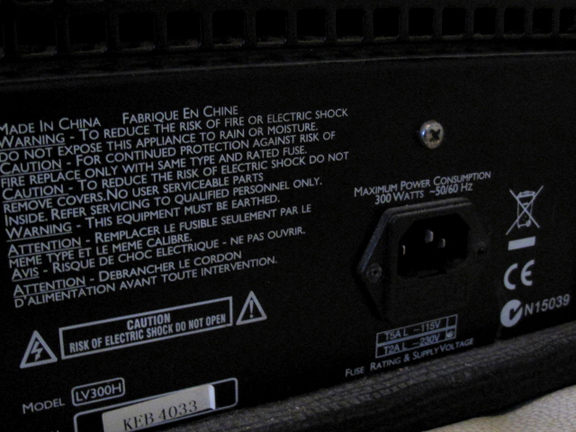 MADE IN CHINA FABRIQUE EN CHINE
WARNING - TO REDUCE THE RISK OF FIRE OR ELECTRIC SHOCK
DO NOT EXPOSE THIS APPLIANCE TO RAIN OR MOISTURE.
CAUTION - FOR CONTINUED PROTECTION AGAINST RISK OF
FIRE REPLACE ONLY WITH SAME TYPE AND RATED FUSE.
CAUTION - TO REDUCE THE RISK OF ELECTRIC SHOCK DO NOT
REMOVE COVERS. NO USER SERVICEABLE PARTS
INSIDE. REFER SERVICING TO QUALIFIED PERSONNEL ONLY.
WARNING - THIS EQUIPMENT MUST BE EARTHED.
ATTENTION - REMPLACER LE FUSIBLE SEULEMENT PAR LE
MEME TYPE ET LE MEME CALIBRE.
AVIS - RISQUE DE CHOC ELECTRIQUE - NE PAS OUVRIR.
ATTENTION - DEBRANCHER LE CORDON
D'ALIMENTATION AVANT TOUTE INTERVENTION.
CAUTION
RISK OF ELECTRIC SHOCK DO NOT OPEN
MODEL LV300H
KEB 4033
MAXIMUM POWER CONSUMPTION
300 WATTS ~50/60 HZ
T5A L ~115V
T2A L ~230V
FUSE RATING & SUPPLY VOLTAGE
CE
N15039